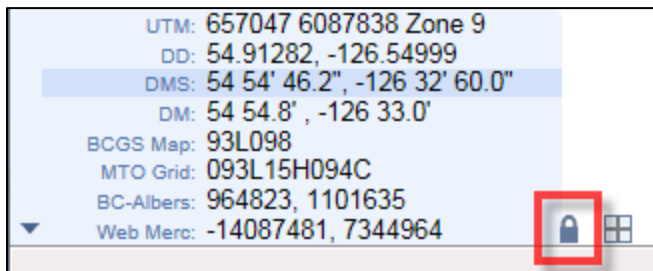 UTM: 657047 6087838 Zone 9
DD: 54.91282, -126.54999
DMS: 54 54' 46.2", -126 32' 60.0"
DM: 54 54.8' , -126 33.0'
BCGS Map: 93L098
MTO Grid: 093L15H094C
BC-Albers: 964823, 1101635
Web Merc: -14087481, 7344964